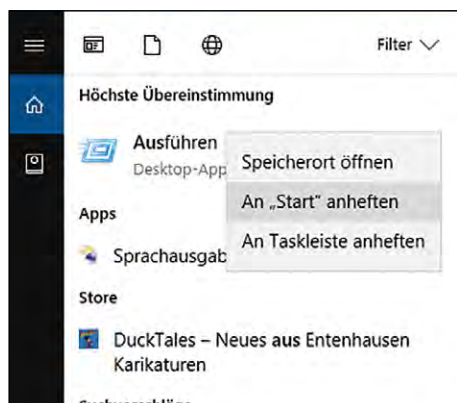 Filter
Höchste Übereinstimmung
Ausführen
Desktop-App
Speicherort öffnen
An „Start“ anheften
An Taskleiste anheften
Apps
Sprachausgab
Store
DuckTales – Neues aus Entenhausen
Karikaturen